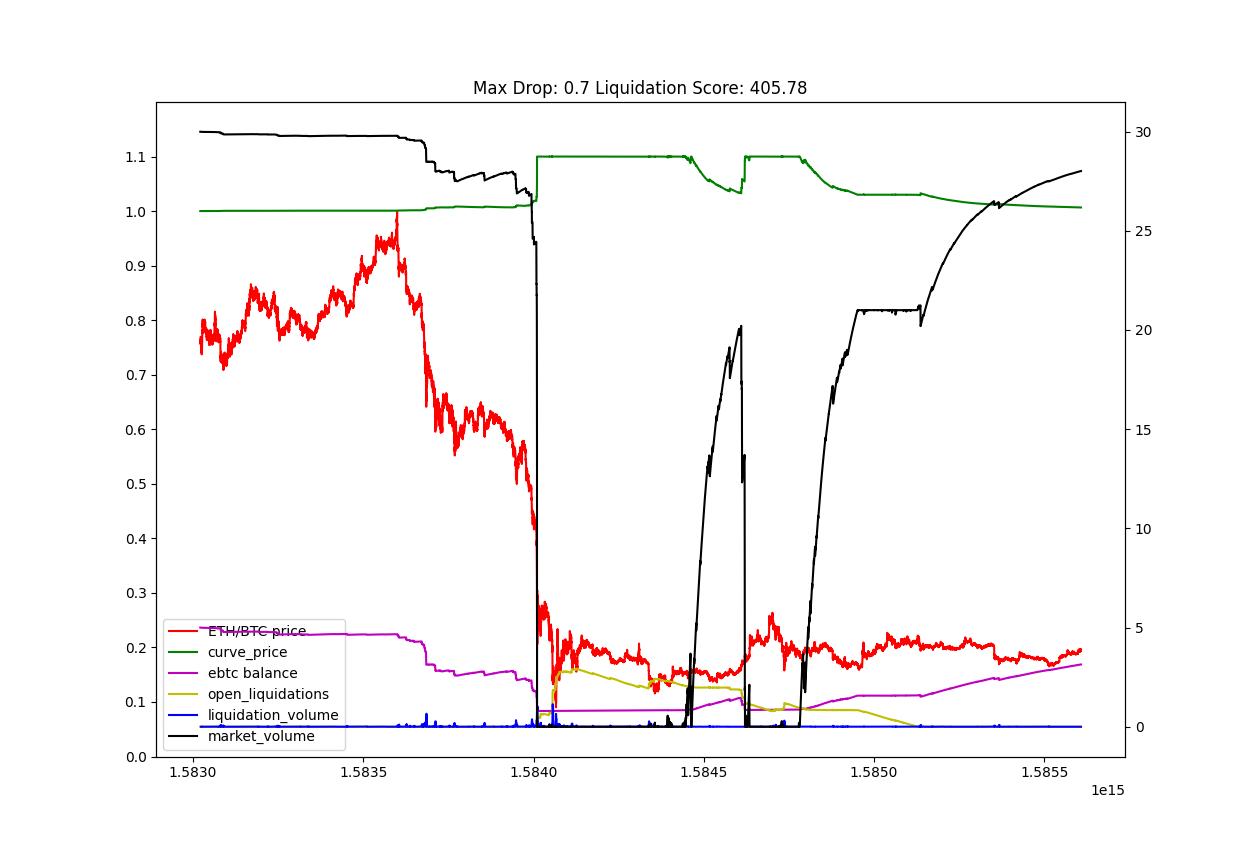 Max Drop: 0.7 Liquidation Score: 405.78
1.1
1.0
0.9
0.8
0.7
0.6
0.5
0.4
0.3
0.2
0.1
0.0
30
25
20
15
10
5
0
ETH/BTC price
curve_price
ebtc balance
open_liquidations
liquidation_volume
market_volume
1.5830 1.5835 1.5840 1.5845 1.5850 1.5855
1e15